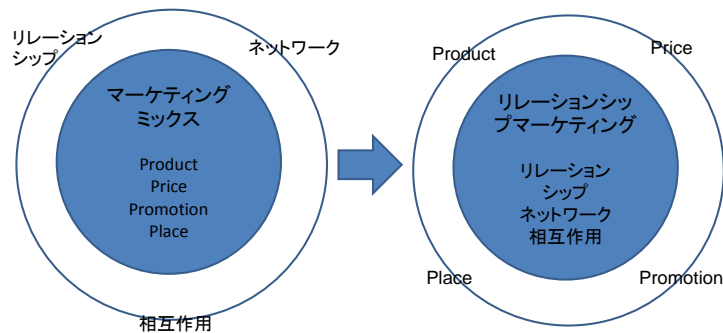 リレーション
シップ
ネットワーク
マーケティング
ミックス
Product
Price
Promotion
Place
相互作用
Product
Price
リレーションシッ
プマーケティング
リレーション
シップ
ネットワーク
相互作用
Place
Promotion